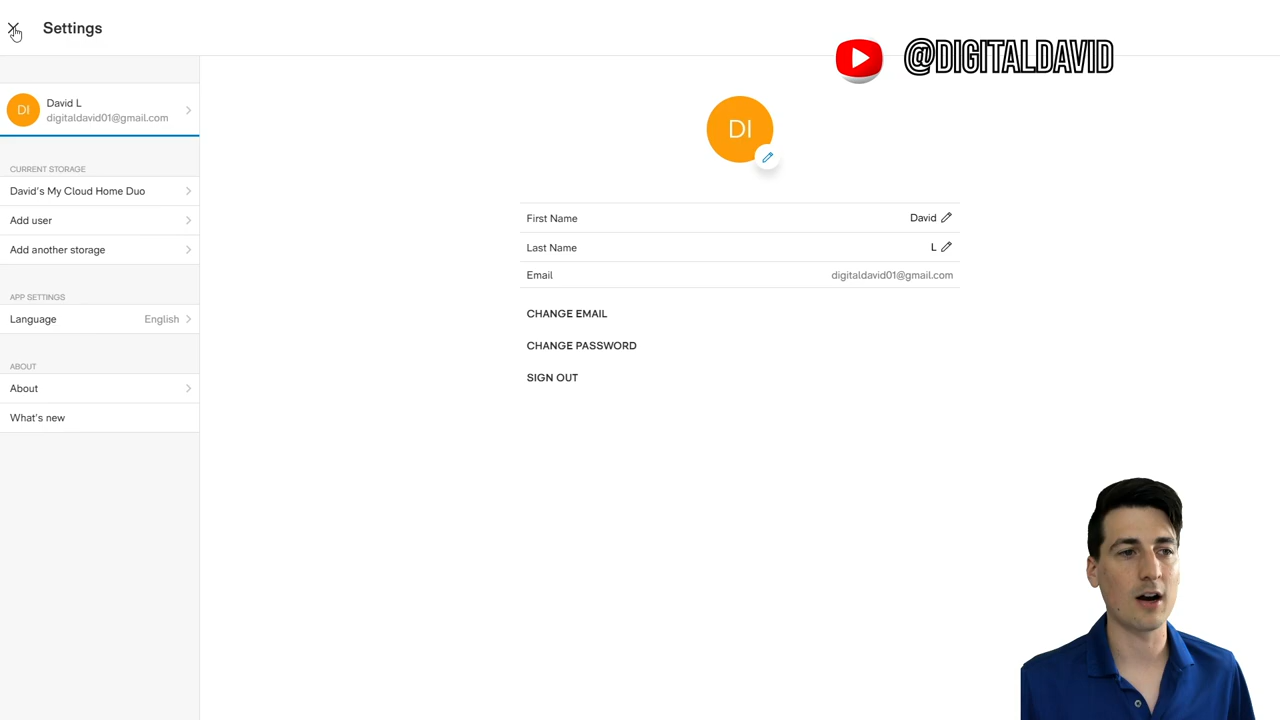 Settings
@DIGITALDAVID
DI
David L
digitaldavid01@gmail.com
CURRENT STORAGE
David's My Cloud Home Duo
Add user
Add another storage
APP SETTINGS
Language English
ABOUT
About
What's new
DI
First Name David
Last Name L
Email digitaldavid01@gmail.com
CHANGE EMAIL
CHANGE PASSWORD
SIGN OUT